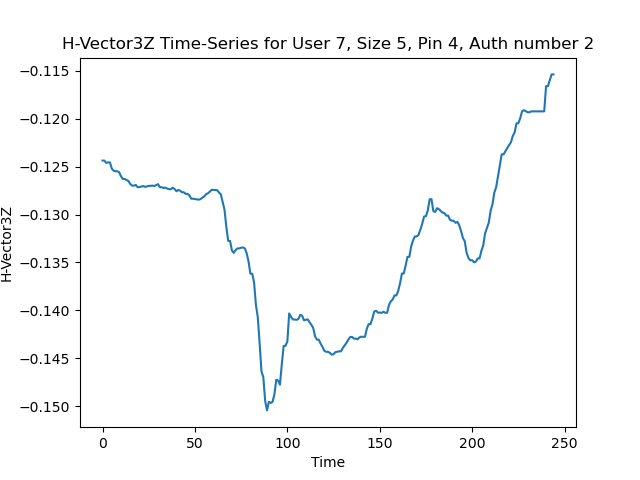 H-Vector3Z Time-Series for User 7, Size 5, Pin 4, Auth number 2
−0.115
−0.120
−0.125
−0.130
−0.135
−0.140
−0.145
−0.150
H-Vector3Z
0 50 100 150 200 250
Time